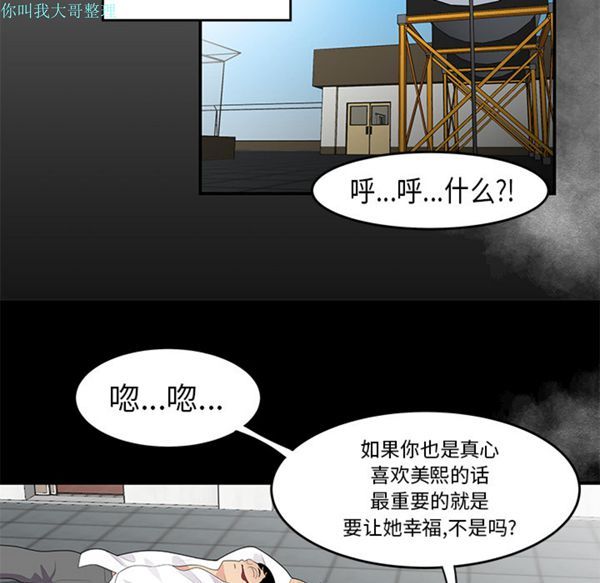 你叫我大哥整理
呼...呼...什么?!
唿...唿...
如果你也是真心
喜欢美熙的话
最重要的就是
要让她幸福,不是吗?